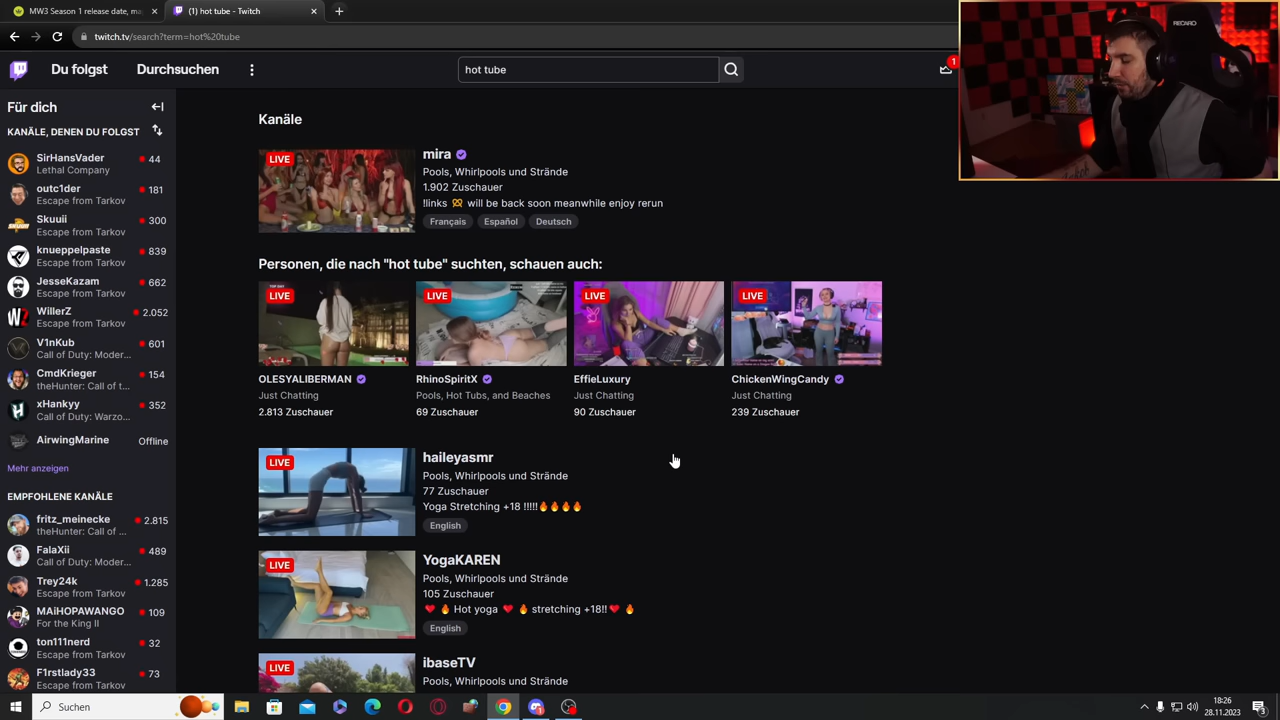 MW3 Season 1 release date, ma
hot tube - Twitch
twitch.tv/search?term=hot%20tube
RECARO
Du folgst
Durchsuchen
hot tube
1
Für dich
KANÄLE, DENEN DU FOLGST
SirHansVader
44
Lethal Company
outc1der
181
Escape from Tarkov
Skuuii
300
Escape from Tarkov
knueppelpaste
839
Escape from Tarkov
JesseKazam
662
Escape from Tarkov
WillerZ
2.052
Escape from Tarkov
V1nKub
601
Call of Duty: Moder...
CmdKrieger
154
theHunter: Call of t...
xHankyy
352
Call of Duty: Warzo...
AirwingMarine
Offline
Mehr anzeigen
EMPFOHLENE KANÄLE
fritz_meinecke
2.815
theHunter: Call of ...
FalaXii
489
Call of Duty: Moder...
Trey24k
1.285
Call of Duty: Moder...
MAiHOPAWANGO
109
For the King II
ton111nerd
32
Escape from Tarkov
F1rstlady33
73
Escape from Tarkov
Kanäle
LIVE
mira
Pools, Whirlpools und Strände
1.902 Zuschauer
!links will be back soon meanwhile enjoy rerun
Français
Español
Deutsch
Personen, die nach "hot tube" suchten, schauen auch:
LIVE
LIVE
LIVE
LIVE
OLESYALIBERMAN
Just Chatting
2.813 Zuschauer
RhinoSpiritX
Pools, Hot Tubs, and Beaches
69 Zuschauer
EffieLuxury
Just Chatting
90 Zuschauer
ChickenWingCandy
Just Chatting
239 Zuschauer
LIVE
haileyasmr
Pools, Whirlpools und Strände
77 Zuschauer
Yoga Stretching +18 !!!!!🔥🔥🔥🔥
English
LIVE
YogaKAREN
Pools, Whirlpools und Strände
105 Zuschauer
❤️ 🔥 Hot yoga ❤️ 🔥 stretching +18!!❤️ 🔥
English
LIVE
ibaseTV
Pools, Whirlpools und Strände
Suchen
18:26
28.11.2023
3